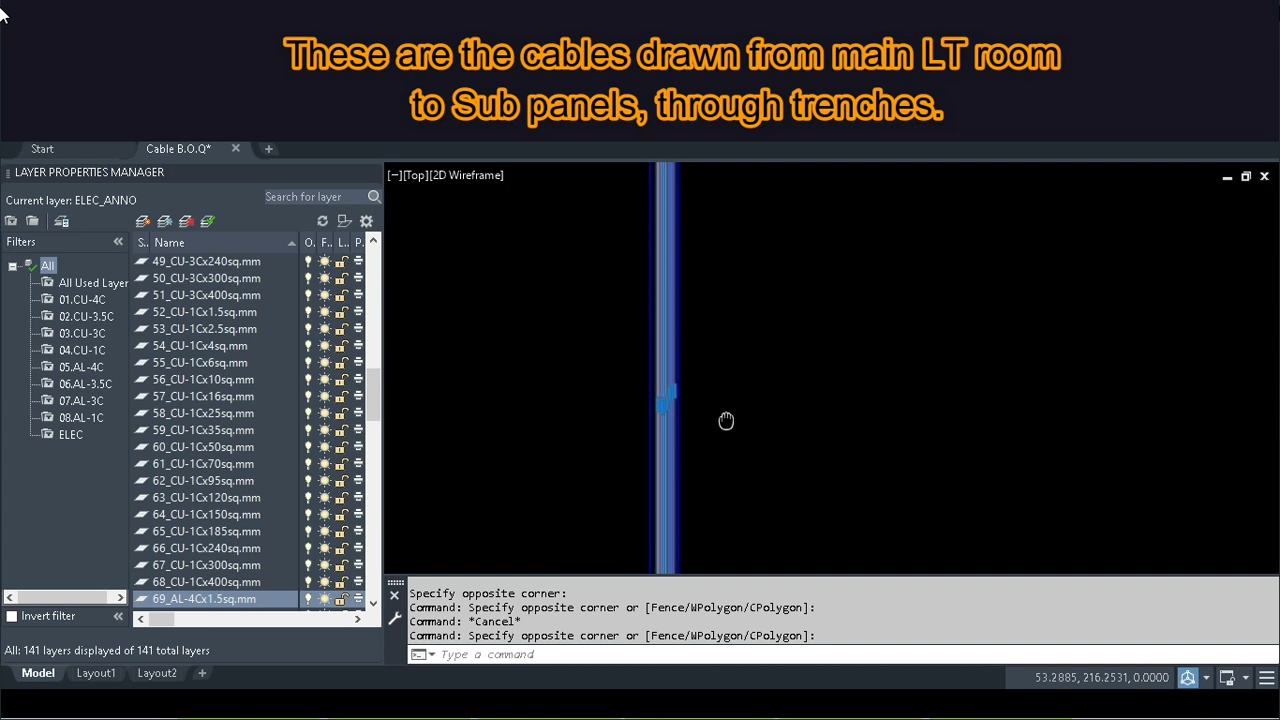 These are the cables drawn from main LT room
to Sub panels, through trenches.
Start
Cable B.O.Q*
LAYER PROPERTIES MANAGER
[−][Top][2D Wireframe]
Current layer: ELEC_ANNO
Search for layer
Filters
S.. Name O. F.. L.. P.
All
All Used Layer
01.CU-4C
02.CU-3.5C
03.CU-3C
04.CU-1C
05.AL-4C
06.AL-3.5C
07.AL-3C
08.AL-1C
ELEC
49_CU-3Cx240sq.mm
50_CU-3Cx300sq.mm
51_CU-3Cx400sq.mm
52_CU-1Cx1.5sq.mm
53_CU-1Cx2.5sq.mm
54_CU-1Cx4sq.mm
55_CU-1Cx6sq.mm
56_CU-1Cx10sq.mm
57_CU-1Cx16sq.mm
58_CU-1Cx25sq.mm
59_CU-1Cx35sq.mm
60_CU-1Cx50sq.mm
61_CU-1Cx70sq.mm
62_CU-1Cx95sq.mm
63_CU-1Cx120sq.mm
64_CU-1Cx150sq.mm
65_CU-1Cx185sq.mm
66_CU-1Cx240sq.mm
67_CU-1Cx300sq.mm
68_CU-1Cx400sq.mm
69_AL-4Cx1.5sq.mm
Invert filter
All: 141 layers displayed of 141 total layers
Specify opposite corner:
Command: Specify opposite corner or [Fence/WPolygon/CPolygon]:
Command: *Cancel*
Command: Specify opposite corner or [Fence/WPolygon/CPolygon]:
Type a command
Model
Layout1
Layout2
53.2885, 216.2531, 0.0000